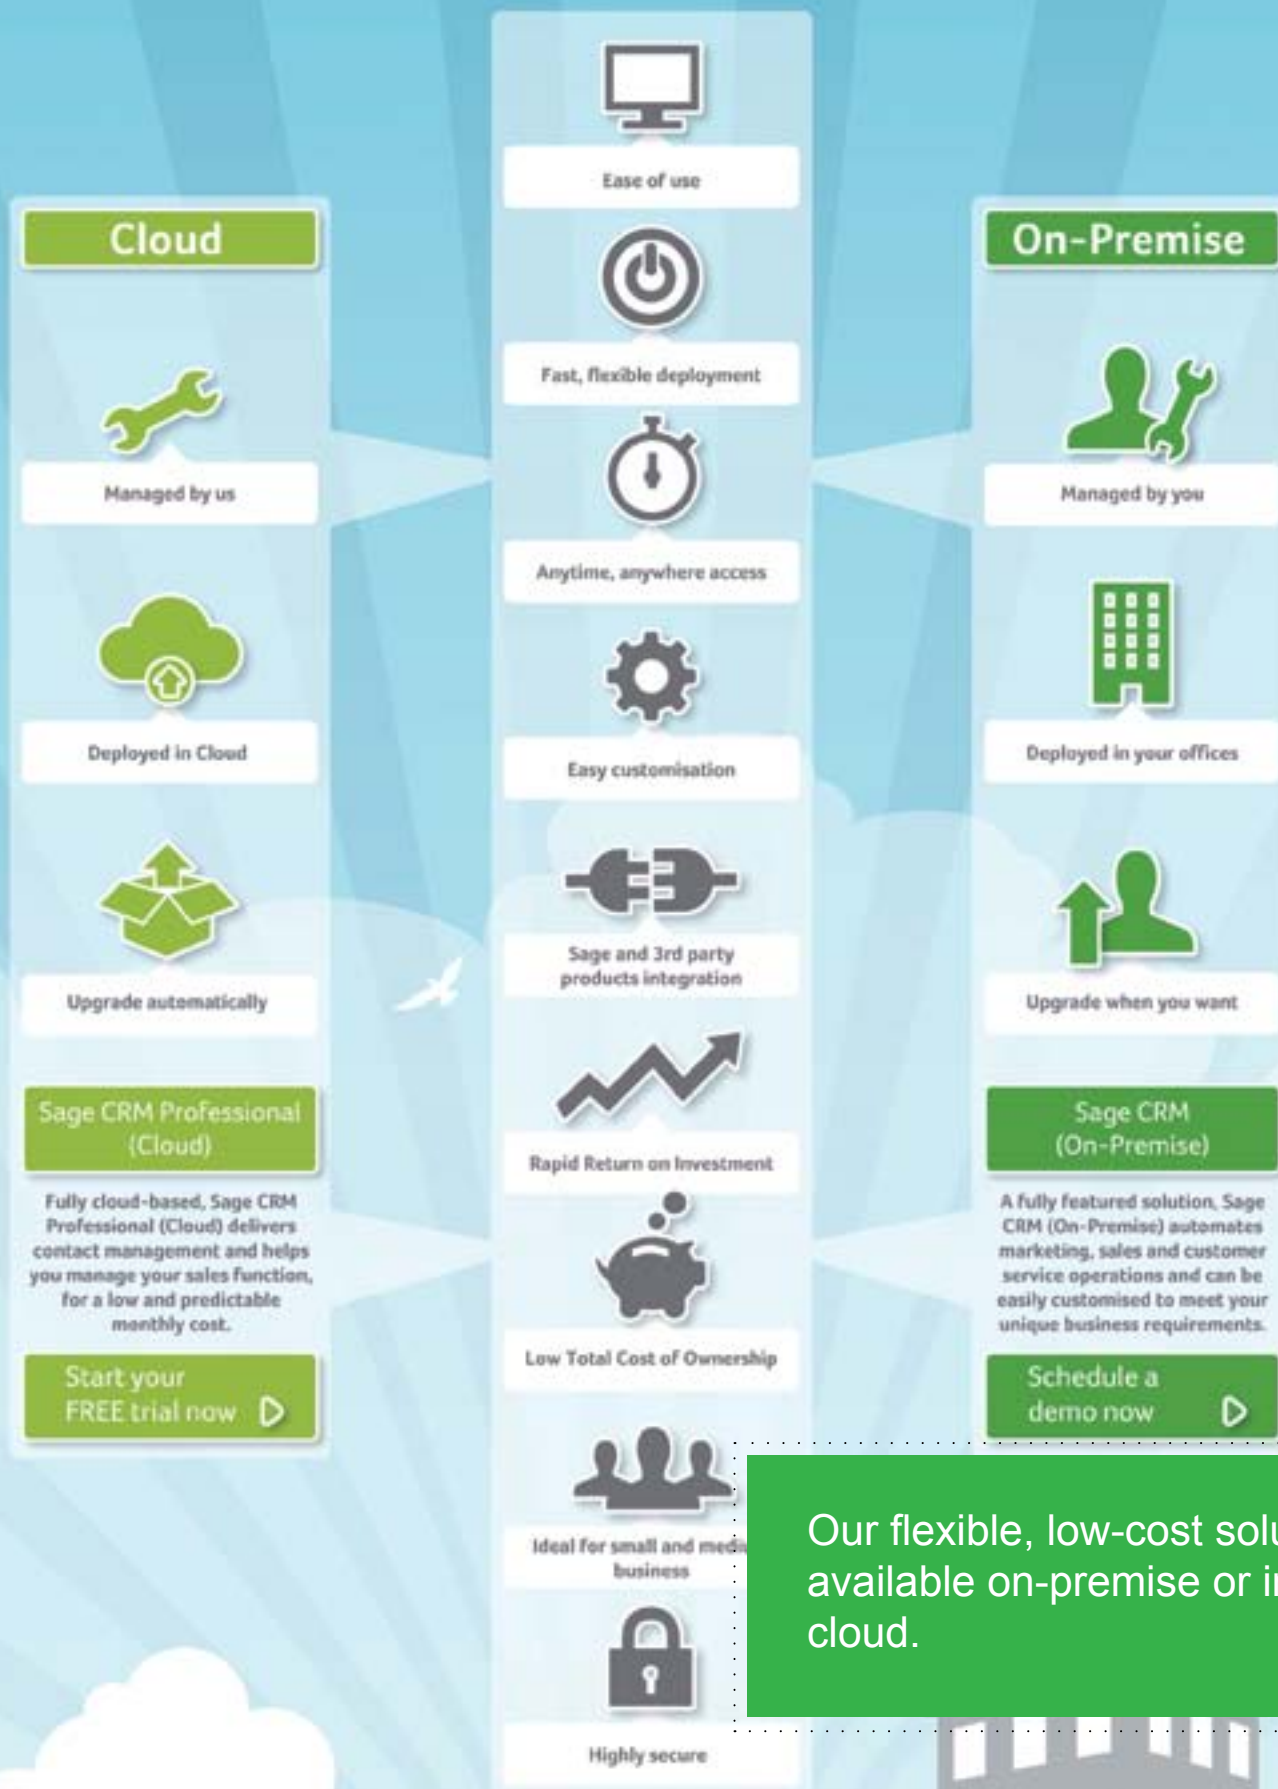 Cloud
Managed by us
Deployed in Cloud
Upgrade automatically
Sage CRM Professional
(Cloud)
Fully cloud-based, Sage CRM
Professional (Cloud) delivers
contact management and helps
you manage your sales function,
for a low and predictable
monthly cost.
Start your
FREE trial now
Ease of use
Fast, flexible deployment
Anytime, anywhere access
Easy customisation
Sage and 3rd party
products integration
Rapid Return on Investment
Low Total Cost of Ownership
Ideal for small and
business
Highly secure
On-Premise
Managed by you
Deployed in your offices
Upgrade when you want
Sage CRM
(On-Premise)
A fully featured solution, Sage
CRM (On-Premise) automates
marketing, sales and customer
service operations and can be
easily customised to meet your
unique business requirements.
Schedule a
demo now
Our flexible, low-cost
available on-premise or
cloud.